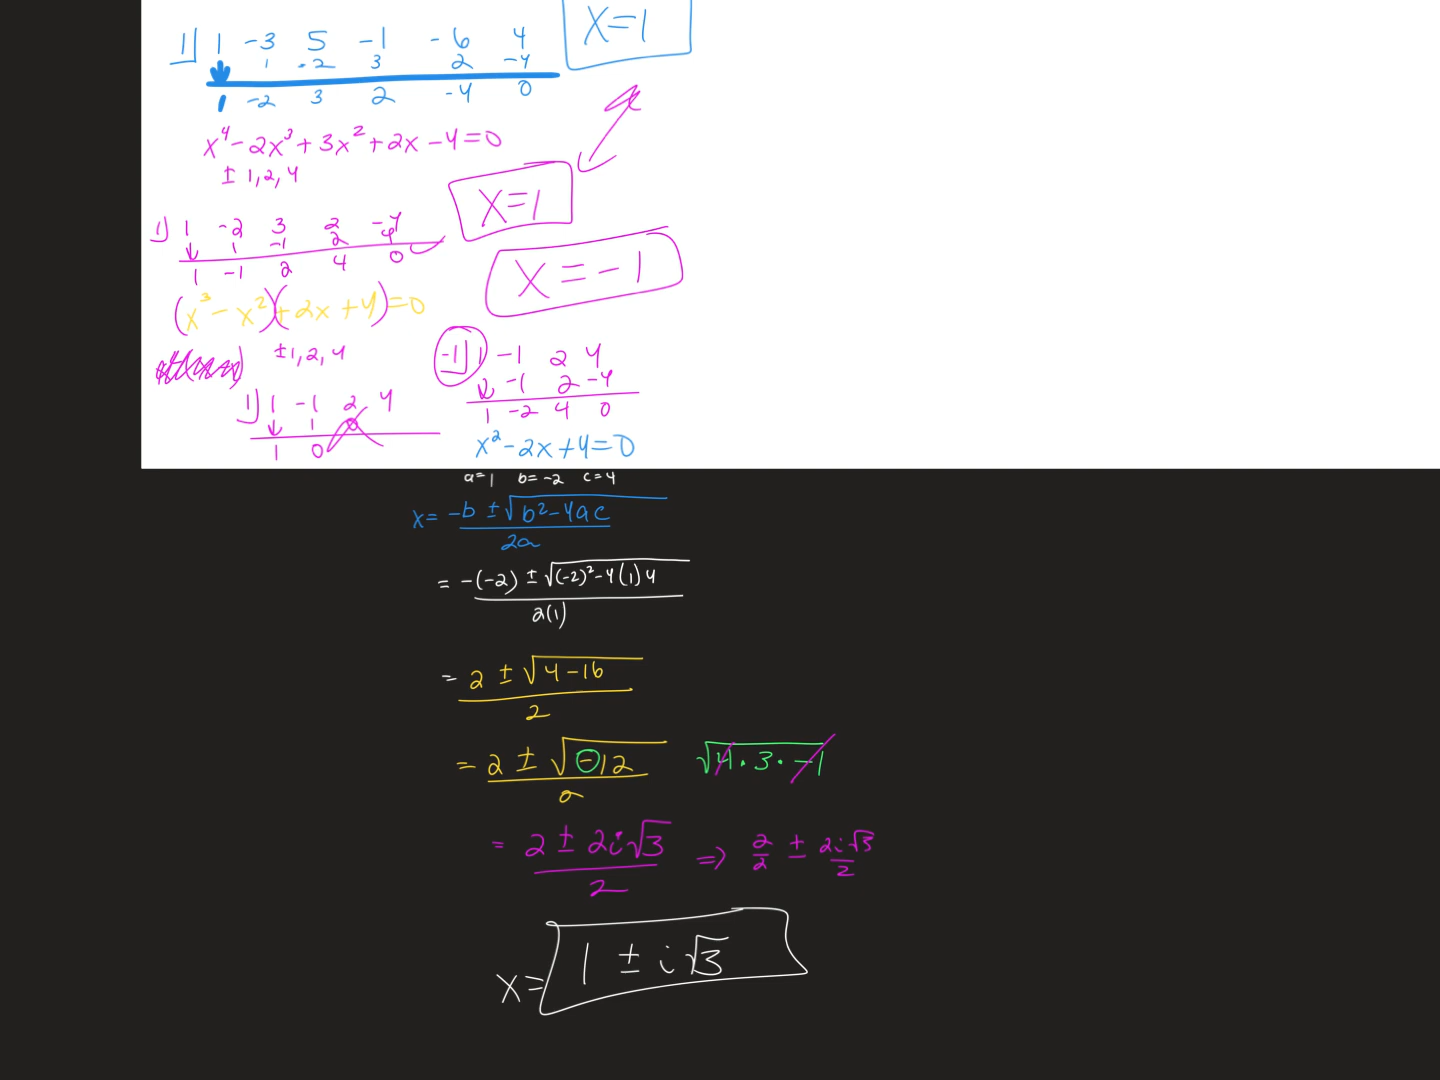 1 | 1 -3 5 -1 -6 4
1 -2 3 2 -4
1 -2 3 2 -4 0
x=1
x⁴-2x³+3x²+2x-4=0
± 1,2,4
x=1
1) 1 -2 3 2 -4
1 -1 2 4
1 -1 2 4 0
x=-1
(x³-x²)(+2x+4)=0
±1,2,4
-1 | 1 -1 2 4
-1 2 -4
1 -2 4 0
1 | 1 -1 2 4
1 0
1 0
x²-2x+4=0
a=1 b=-2 c=4
x= -b ±√b²-4ac
2a
= -(-2) ±√(-2)²-4(1)4
2(1)
= 2 ±√4-16
2
= 2 ±√-12 √4·3·-1
2
= 2 ± 2i√3 ⇒ 2/2 ± 2i√3/2
2
x= 1 ± i√3